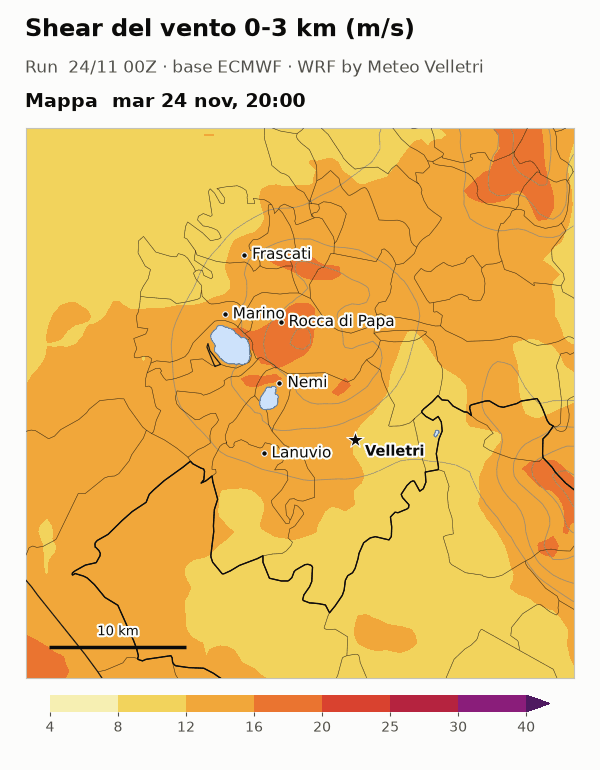 Shear del vento 0-3 km (m/s)
Run  24/11 00Z · base ECMWF · WRF by Meteo Velletri
Mappa  mar 24 nov, 20:00
Frascati
Marino
Rocca di Papa
Nemi
Velletri
Lanuvio
10 km
4 8 12 16 20 25 30 40